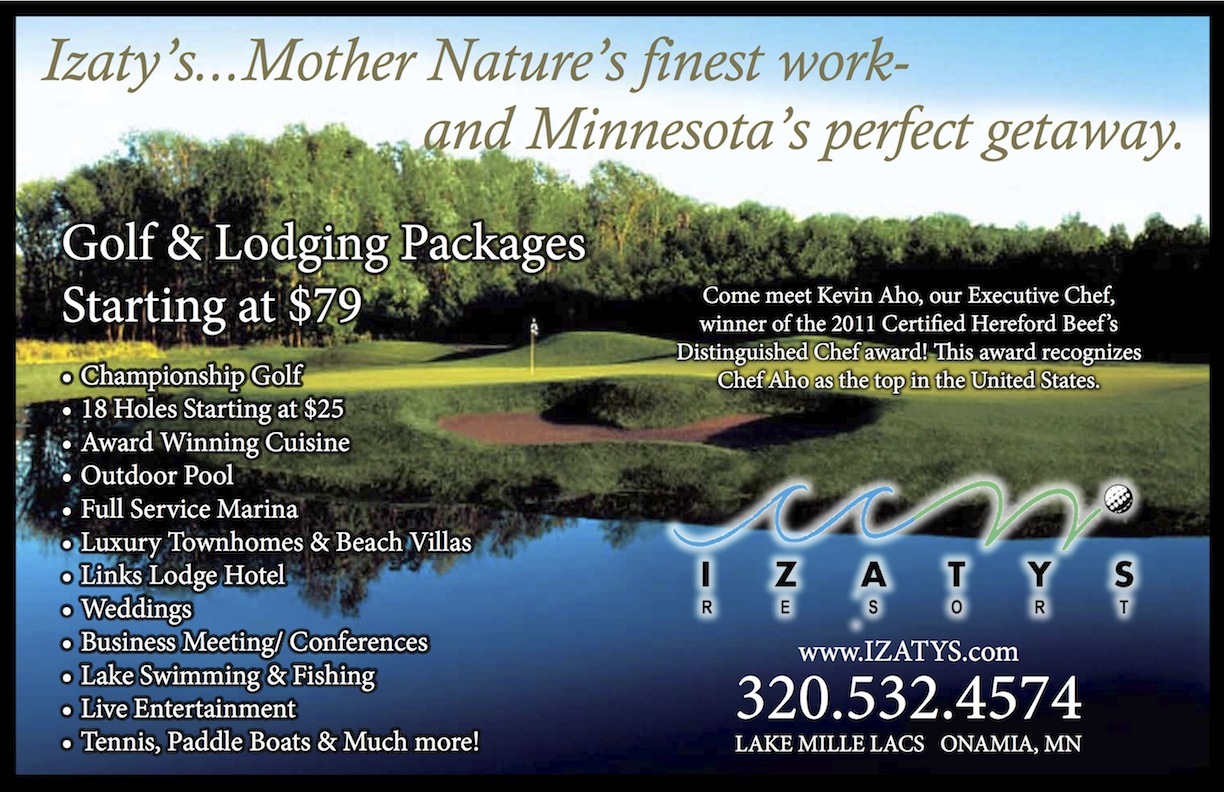 Izaty’s...Mother Nature’s finest work-
and Minnesota’s perfect getaway.
Golf & Lodging Packages
Starting at $79
• Championship Golf
• 18 Holes Starting at $25
• Award Winning Cuisine
• Outdoor Pool
• Full Service Marina
• Luxury Townhomes & Beach Villas
• Links Lodge Hotel
• Weddings
• Business Meeting/ Conferences
• Lake Swimming & Fishing
• Live Entertainment
• Tennis, Paddle Boats & Much more!
Come meet Kevin Aho, our Executive Chef,
winner of the 2011 Certified Hereford Beef’s
Distinguished Chef award! This award recognizes
Chef Aho as the top in the United States.
IZATYS
RESORT
www.IZATYS.com
320.532.4574
LAKE MILLE LACS ONAMIA, MN